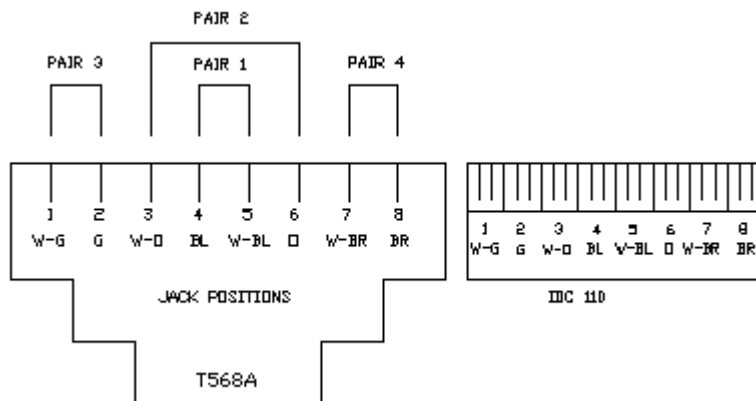 PAIR 2
PAIR 3 PAIR 1 PAIR 4
1 2 3 4 5 6 7 8
W-G G W-O BL W-BL O W-BR BR
1 2 3 4 5 6 7 8
W-G G W-O BL W-BL O W-BR BR
JACK POSITIONS
IDC 110
T568A